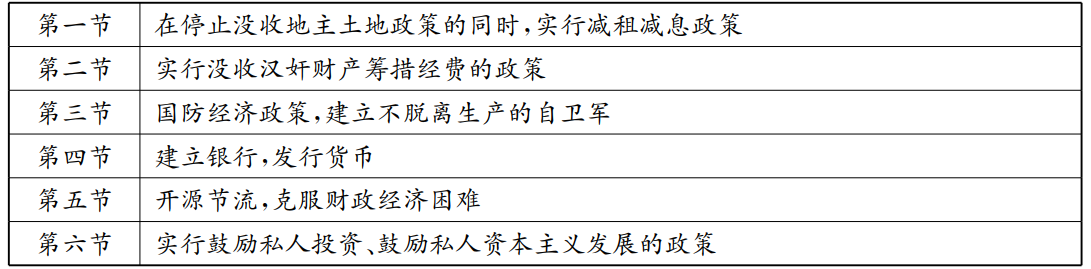 第一节 在停止没收地主土地政策的同时,实行减租减息政策
第二节 实行没收汉奸财产筹措经费的政策
第三节 国防经济政策,建立不脱离生产的自卫军
第四节 建立银行,发行货币
第五节 开源节流,克服财政经济困难
第六节 实行鼓励私人投资、鼓励私人资本主义发展的政策